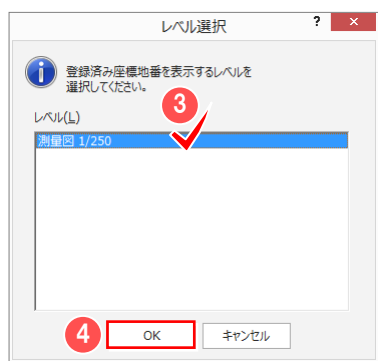 レベル選択
? ×
登録済み座標地番を表示するレベルを
選択してください。
3
レベル(L)
測量図 1/250
4
OK キャンセル